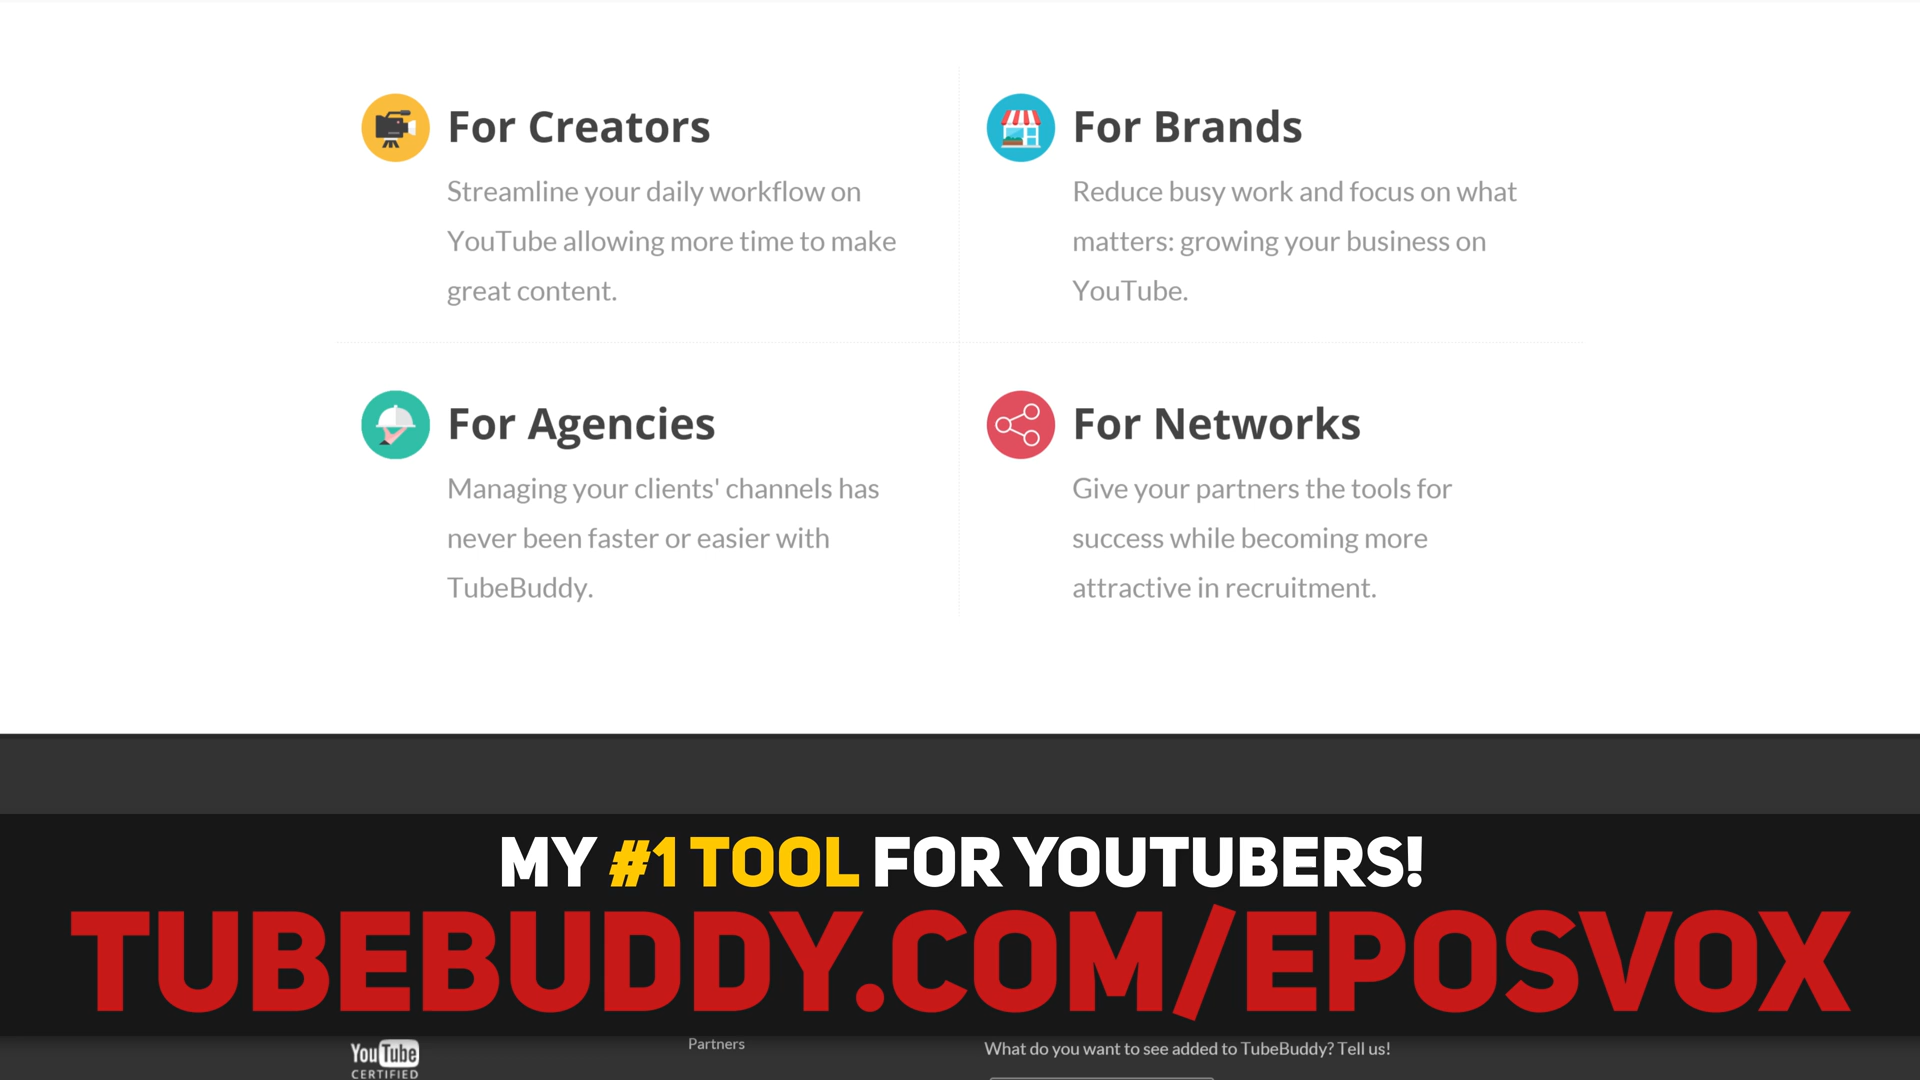 For Creators
Streamline your daily workflow on
YouTube allowing more time to make
great content.
For Brands
Reduce busy work and focus on what
matters: growing your business on
YouTube.
For Agencies
Managing your clients' channels has
never been faster or easier with
TubeBuddy.
For Networks
Give your partners the tools for
success while becoming more
attractive in recruitment.
MY #1 TOOL FOR YOUTUBERS!
TUBEBUDDY.COM/EPOSVOX
YouTube
CERTIFIED
Partners
What do you want to see added to TubeBuddy? Tell us!